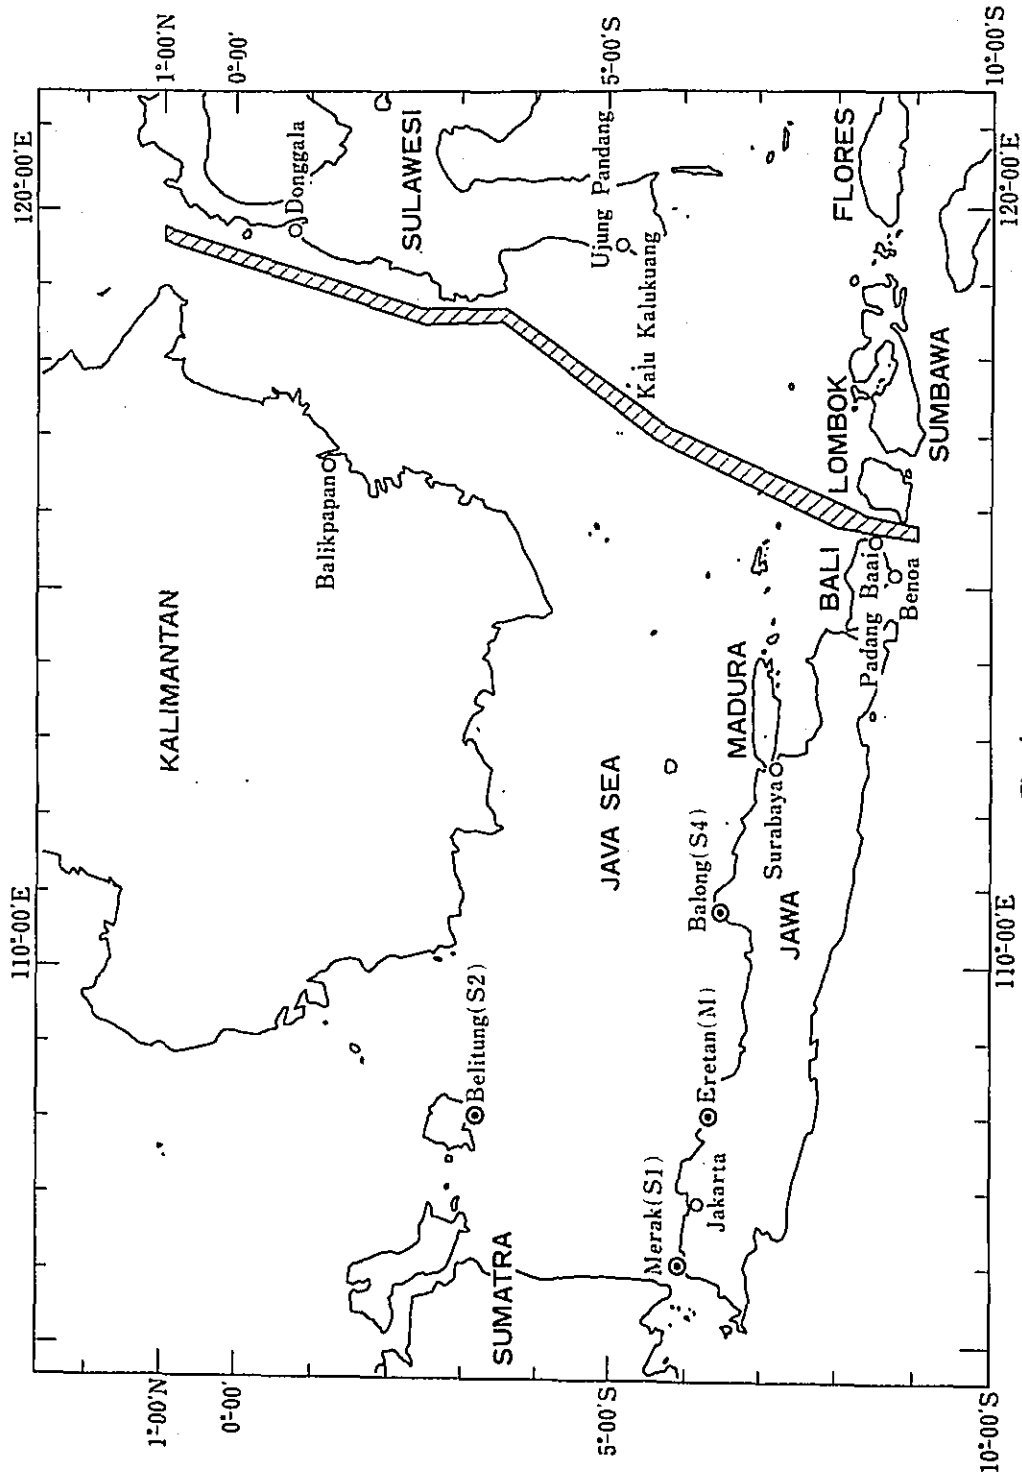 120°00'E
110°00'E
1°00'N
0°00'
5°00'S
10°00'S
1°00'N
0°00'
5°00'S
10°00'S
120°00'E
110°00'E
KALIMANTAN
Balikpapan
Donggala
SULAWESI
Ujung Pandang
Kalu Kalukuang
Belitung(S2)
SUMATRA
JAVA SEA
Merak(S1)
Jakarta
Eretan(M)
Balong(S4)
JAWA
Surabaya
MADURA
BALI
Padang Baai
Benoa
LOMBOK
SUMBAWA
FLORES